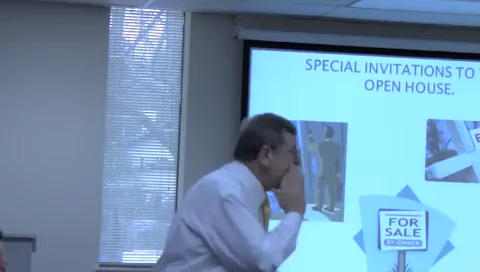 SPECIAL INVITATIONS TO
OPEN HOUSE.
FOR
SALE
BY OWNER